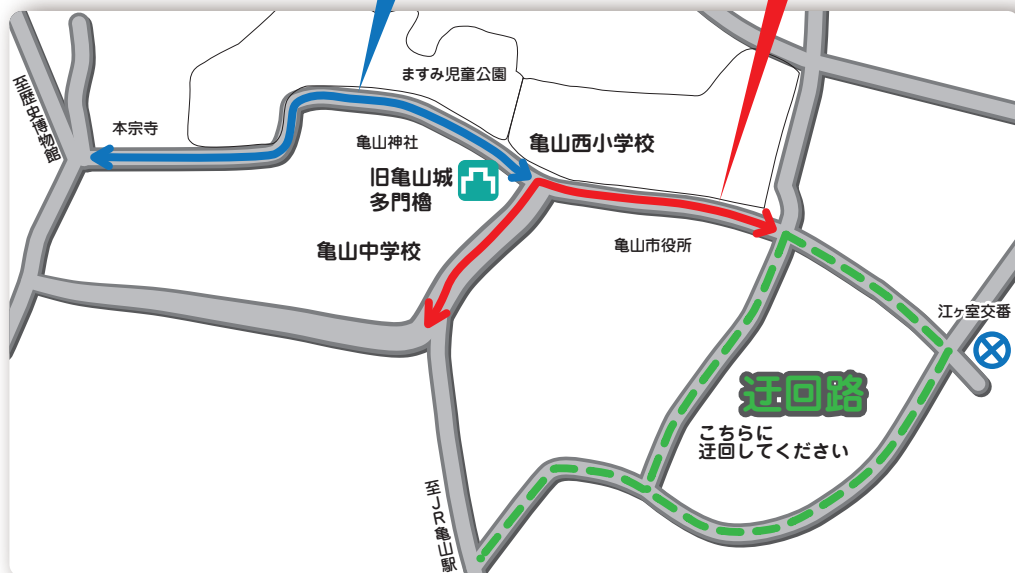 至歴史博物館
本宗寺
ますみ児童公園
亀山神社
旧亀山城
多門櫓
亀山西小学校
亀山中学校
亀山市役所
江ヶ室交番
迂回路
こちらに
迂回してください
至JR亀山駅